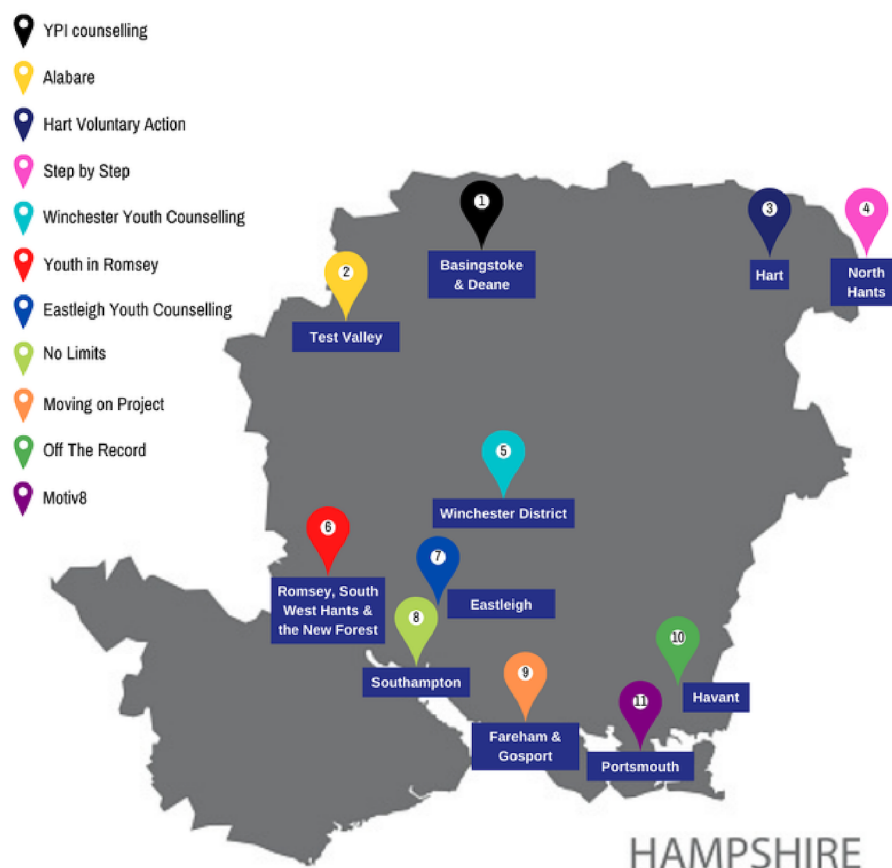 YPI counselling
Alabare
Hart Voluntary Action
Step by Step
Winchester Youth Counselling
Youth in Romsey
Eastleigh Youth Counselling
No Limits
Moving on Project
Off The Record
Motiv8
1
Basingstoke
& Deane
2
Test Valley
3
Hart
4
North
Hants
5
Winchester District
6
Romsey, South
West Hants &
the New Forest
7
Eastleigh
8
Southampton
9
Fareham &
Gosport
10
Havant
11
Portsmouth
HAMPSHIRE